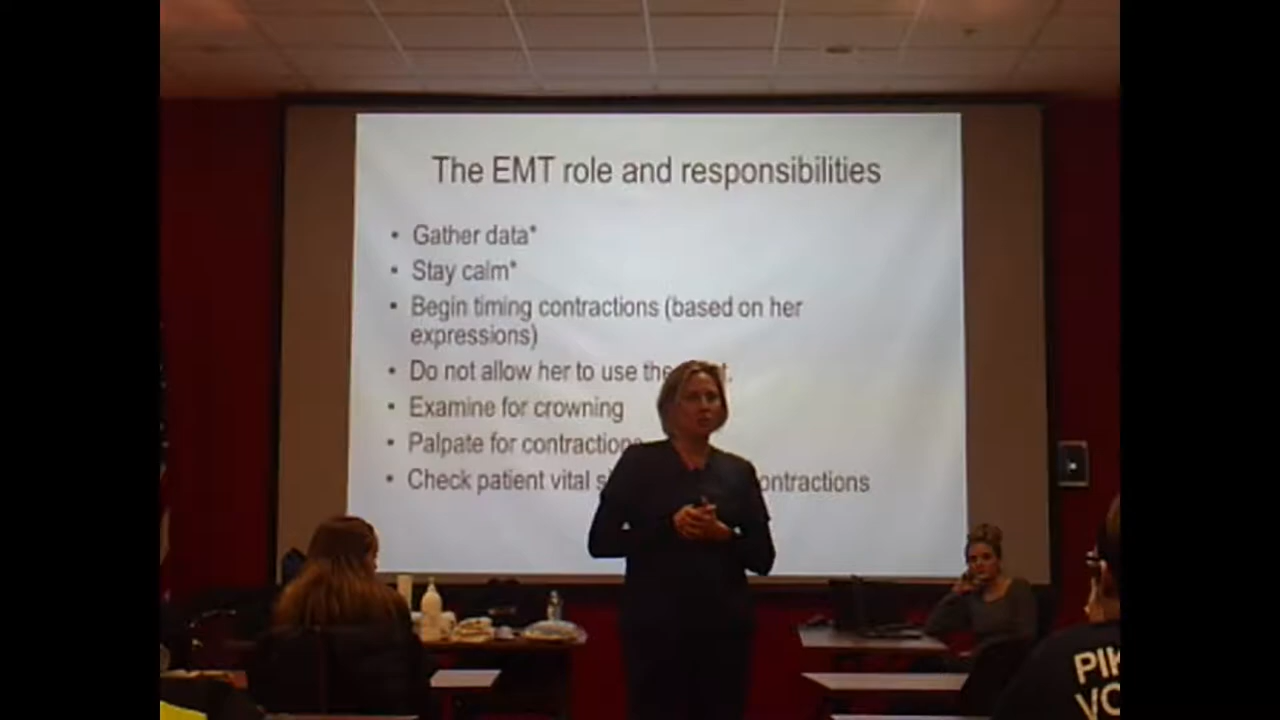 The EMT role and responsibilities
• Gather data*
• Stay calm*
• Begin timing contractions (based on her
expressions)
• Do not allow her to use the
• Examine for crowning
• Palpate for contractions
• Check patient vital contractions
PIK
VO